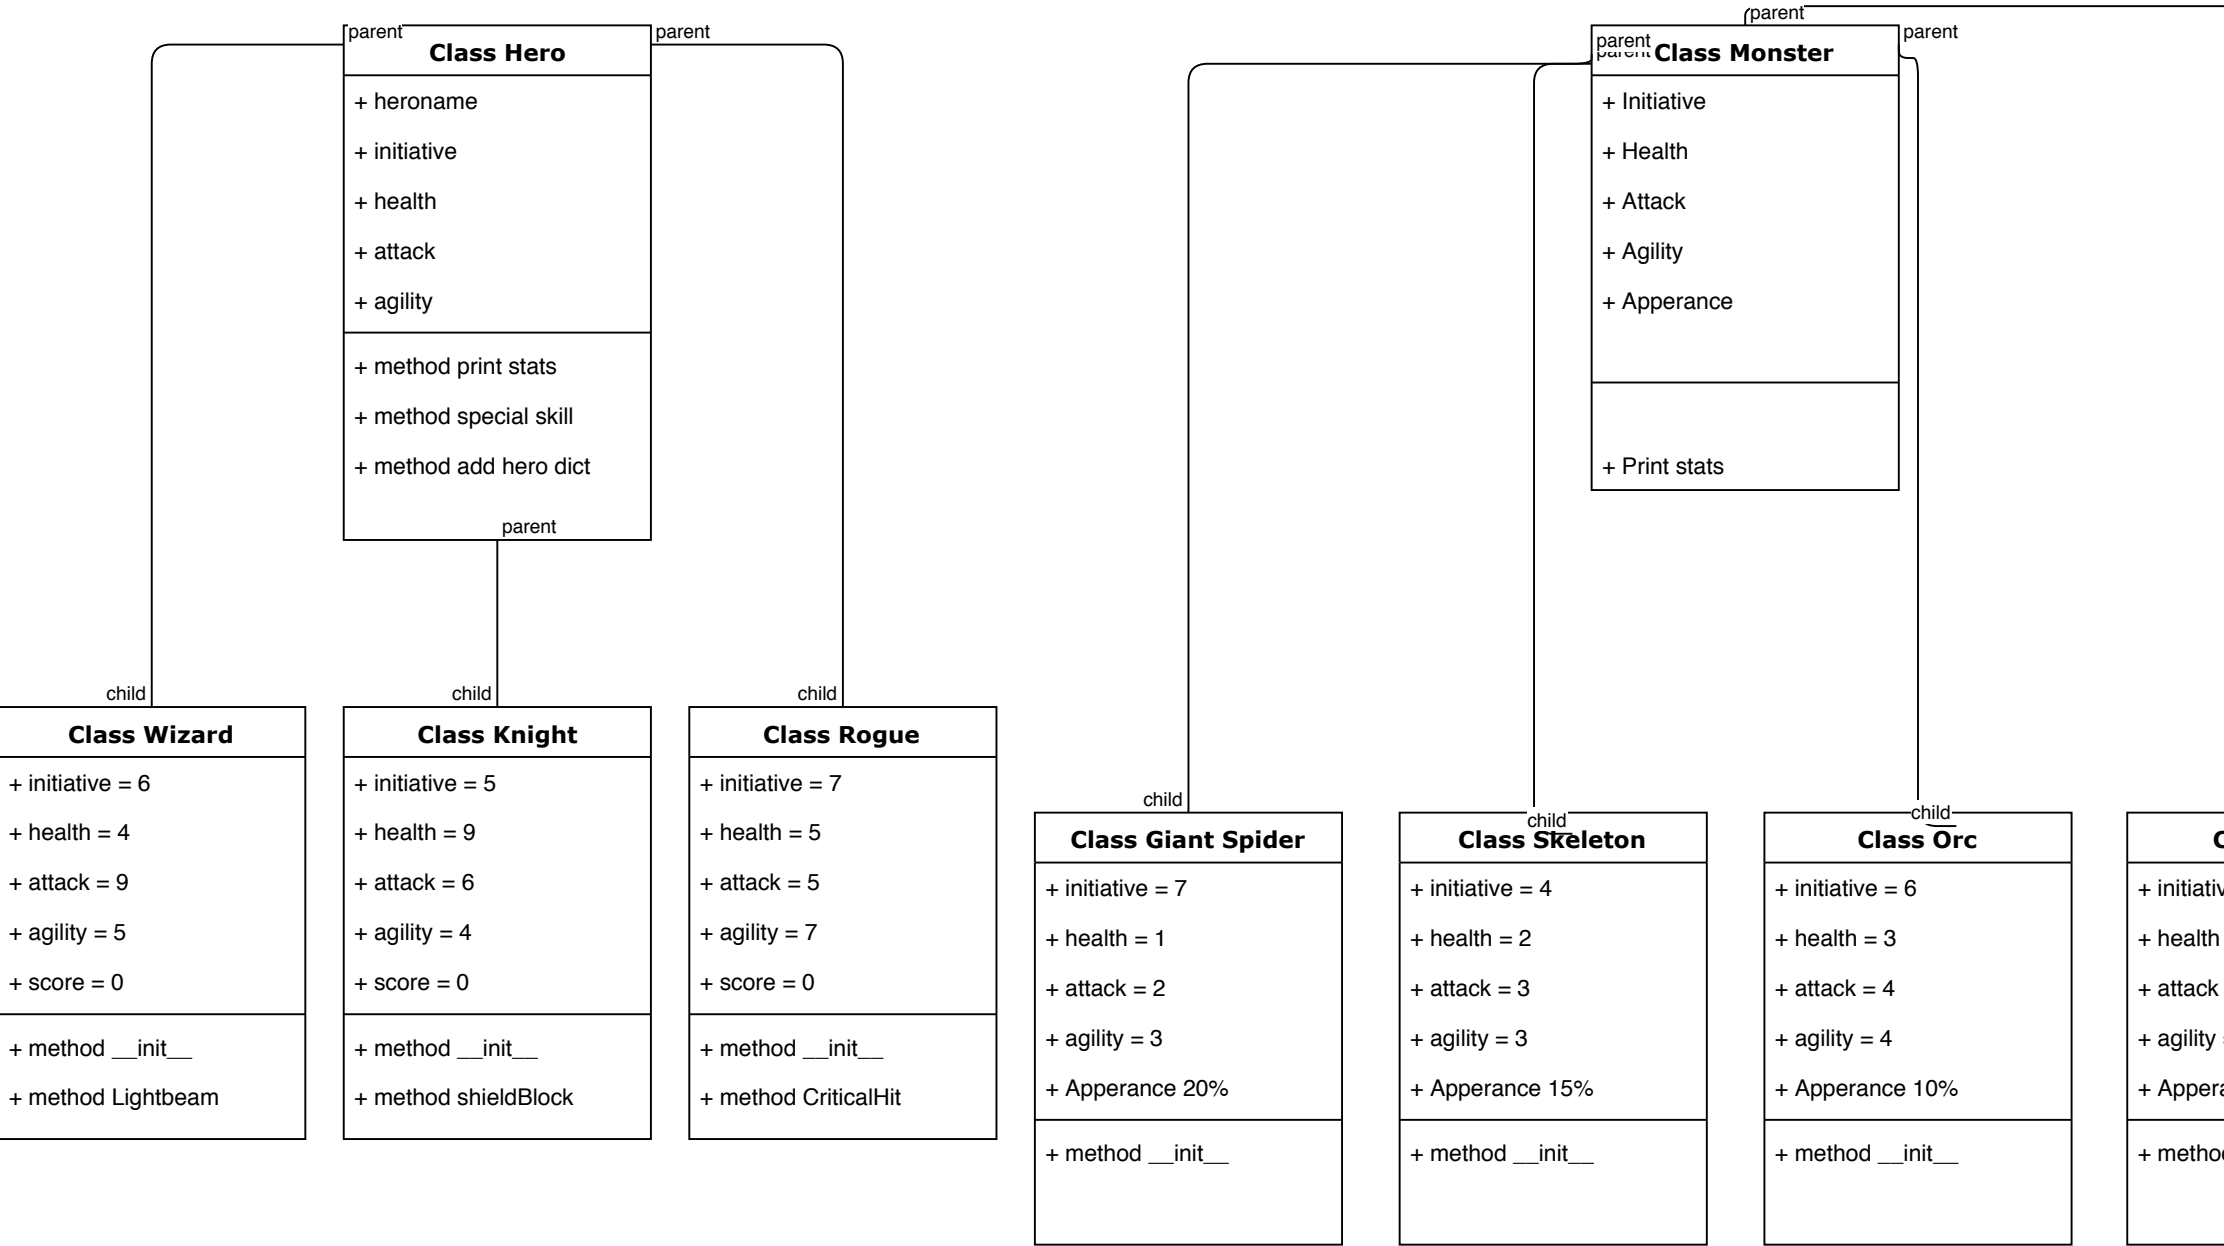 parent
Class Hero
parent
+ heroname
+ initiative
+ health
+ attack
+ agility
+ method print stats
+ method special skill
+ method add hero dict
parent
child
Class Wizard
+ initiative = 6
+ health = 4
+ attack = 9
+ agility = 5
+ score = 0
+ method __init__
+ method Lightbeam
child
Class Knight
+ initiative = 5
+ health = 9
+ attack = 6
+ agility = 4
+ score = 0
+ method __init__
+ method shieldBlock
child
Class Rogue
+ initiative = 7
+ health = 5
+ attack = 5
+ agility = 7
+ score = 0
+ method __init__
+ method CriticalHit
parent
parent
parent
parent
Class Monster
+ Initiative
+ Health
+ Attack
+ Agility
+ Apperance
+ Print stats
child
Class Giant Spider
+ initiative = 7
+ health = 1
+ attack = 2
+ agility = 3
+ Apperance 20%
+ method __init__
child
Class Skeleton
+ initiative = 4
+ health = 2
+ attack = 3
+ agility = 3
+ Apperance 15%
+ method __init__
child
Class Orc
+ initiative = 6
+ health = 3
+ attack = 4
+ agility = 4
+ Apperance 10%
+ method __init__
+ health
+ attack
+ agility